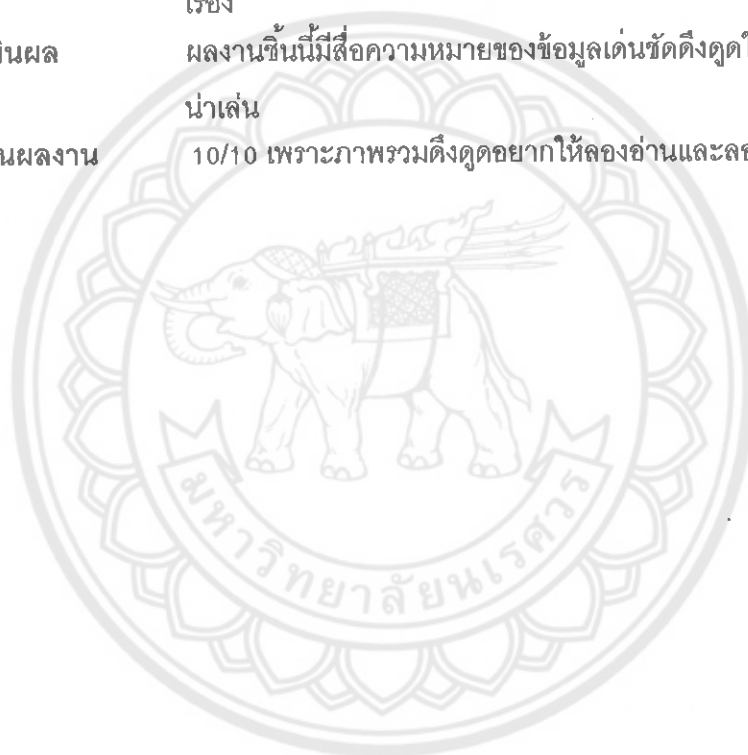 เรื่อง
ผลงานชิ้นนี้มีสื่อความหมายของข้อมูลเด่นชัดดึงดูด
น่าเล่น
นผลงาน 10/10 เพราะภาพรวมดึงดูดอยากให้ลองอ่านและ
มหาวิทยาลัยนเรศวร